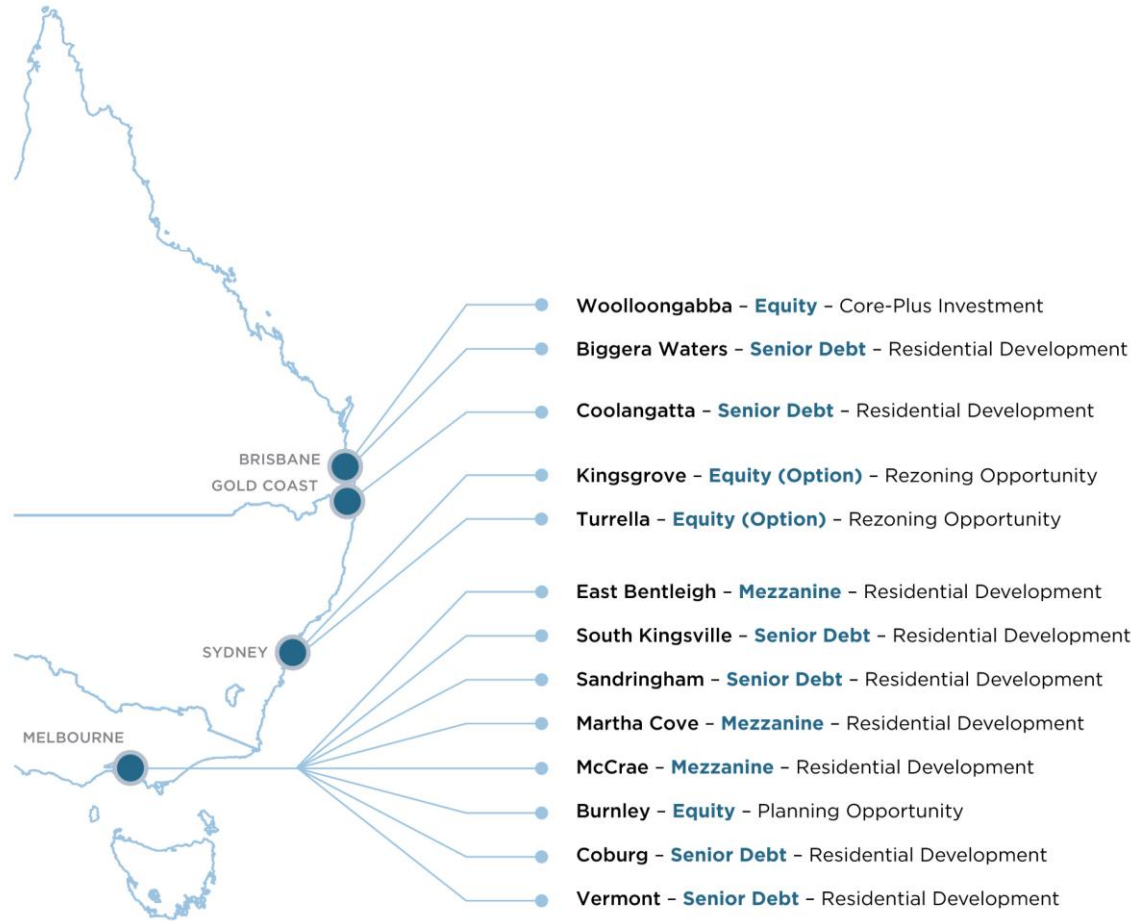 Woolloongabba – Equity – Core-Plus Investment
Biggera Waters – Senior Debt – Residential Development
Coolangatta – Senior Debt – Residential Development
BRISBANE
GOLD COAST
Kingsgrove – Equity (Option) – Rezoning Opportunity
Turrella – Equity (Option) – Rezoning Opportunity
East Bentleigh – Mezzanine – Residential Development
South Kingsville – Senior Debt – Residential Development
SYDNEY
Sandringham – Senior Debt – Residential Development
Martha Cove – Mezzanine – Residential Development
MELBOURNE
McCrae – Mezzanine – Residential Development
Burnley – Equity – Planning Opportunity
Coburg – Senior Debt – Residential Development
Vermont – Senior Debt – Residential Development